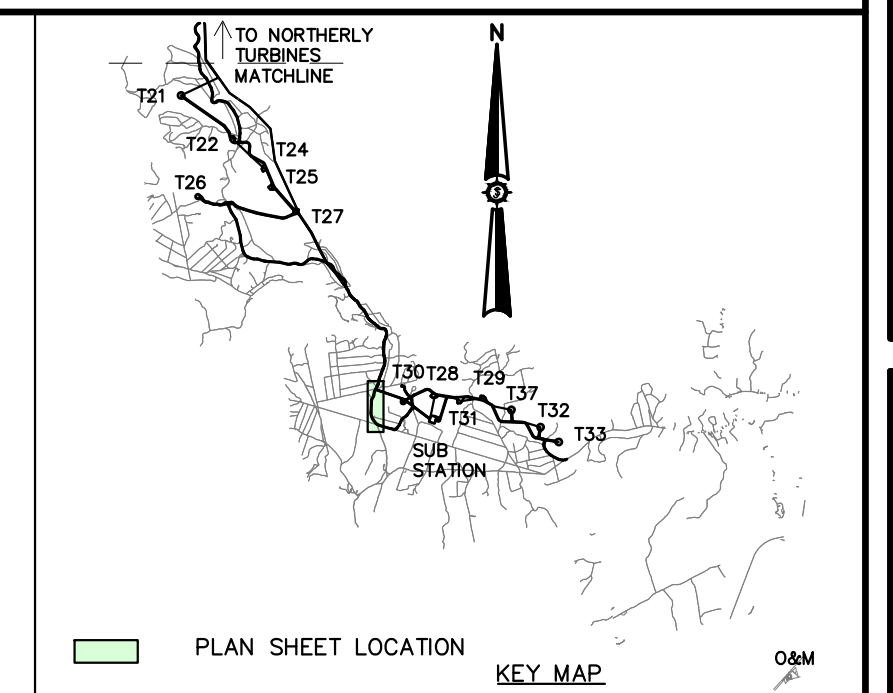 TO NORTHERLY
TURBINES
MATCHLINE
N
T21
T22
T24
T25
T26
T27
T30
T28
T29
T37
T31
T32
T33
SUB
STATION
PLAN SHEET LOCATION
KEY MAP
O&M